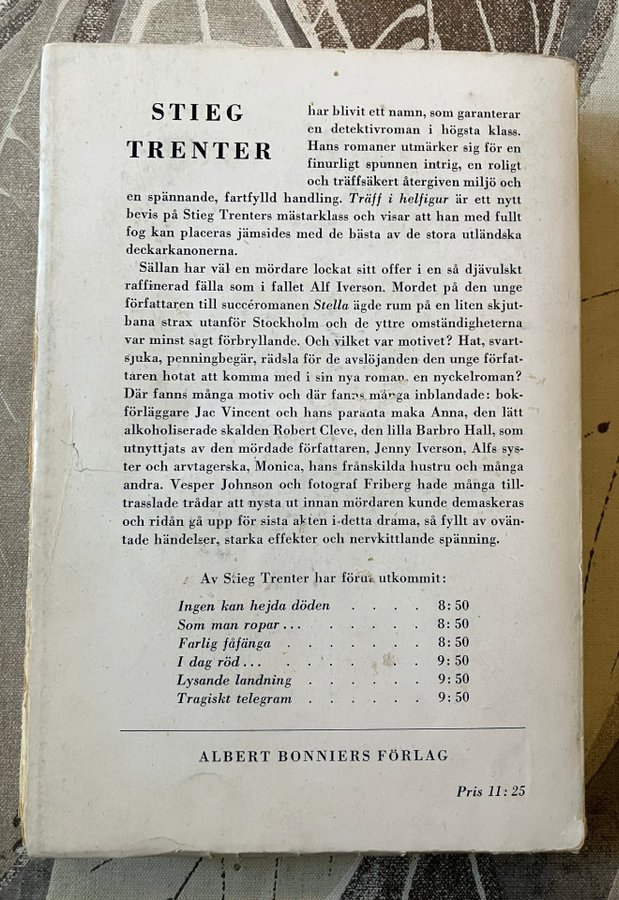 STIEG
TRENTER
har blivit ett namn, som garanterar
en detektivroman i högsta klass.
Hans romaner utmärker sig för en
finurligt spunnen intrig, en roligt
och träffsäkert återgiven miljö och
en spännande, fartfylld handling. Träff i helfigur är ett nytt
bevis på Stieg Trenters mästarklass och visar att han med fullt
fog kan placeras jämsides med de bästa av de stora utländska
deckarkanonerna.
Sällan har väl en mördare lockat sitt offer i en så djävulskt
raffinerad fälla som i fallet Alf Iverson. Mordet på den unge
författaren till succéromanen Stella ägde rum på en liten skjut-
bana strax utanför Stockholm och de yttre omständigheterna
var minst sagt förbryllande. Och vilket var motivet? Hat, svart-
sjuka, penningbegär, rädsla för de avslöjanden den unge förfat-
taren hotat att komma med i sin nya roman, en nyckelroman?
Där fanns många motiv och där fanns många inblandade: bok-
förläggare Jac Vincent och hans paranta maka Anna, den lätt
alkoholiserade skalden Robert Cleve, den lilla Barbro Hall, som
utnyttjats av den mördade författaren, Jenny Iverson, Alfs sys-
ter och arvtagerska, Monica, hans frånskilda hustru och många
andra. Vesper Johnson och fotograf Friberg hade många till-
trasslade trådar att nysta ut innan mördaren kunde demaskeras
och ridån gå upp för sista akten i detta drama, så fyllt av ovän-
tade händelser, starka effekter och nervkittlande spänning.
Av Stieg Trenter har förut utkommit:
Ingen kan hejda döden . . . . 8:50
Som man ropar ... . . . . . 8:50
Farlig fåfänga . . . . . . 8:50
I dag röd ... . . . . . . 9:50
Lysande landning . . . . . 9:50
Tragiskt telegram . . . . . 9:50
ALBERT BONNIERS FÖRLAG
Pris 11:25